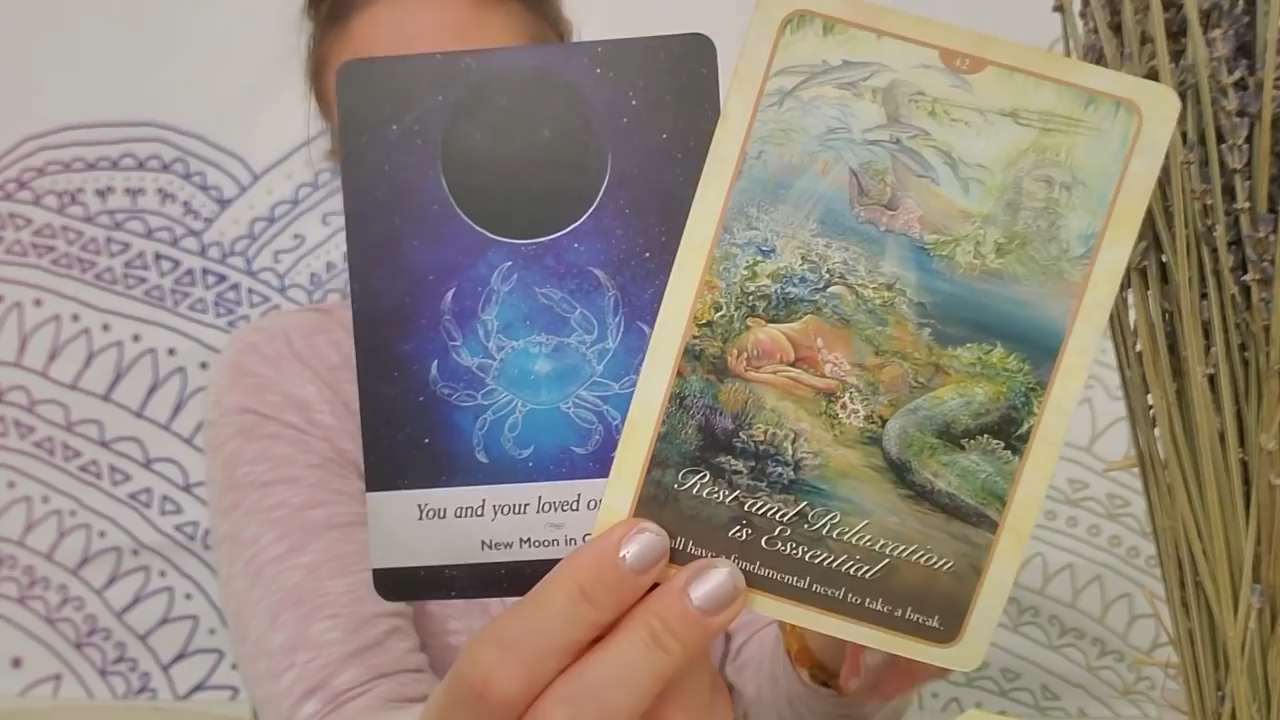 You and your loved
New Moon in
42
Rest and Relaxation
is Essential
have a fundamental need to take a break.